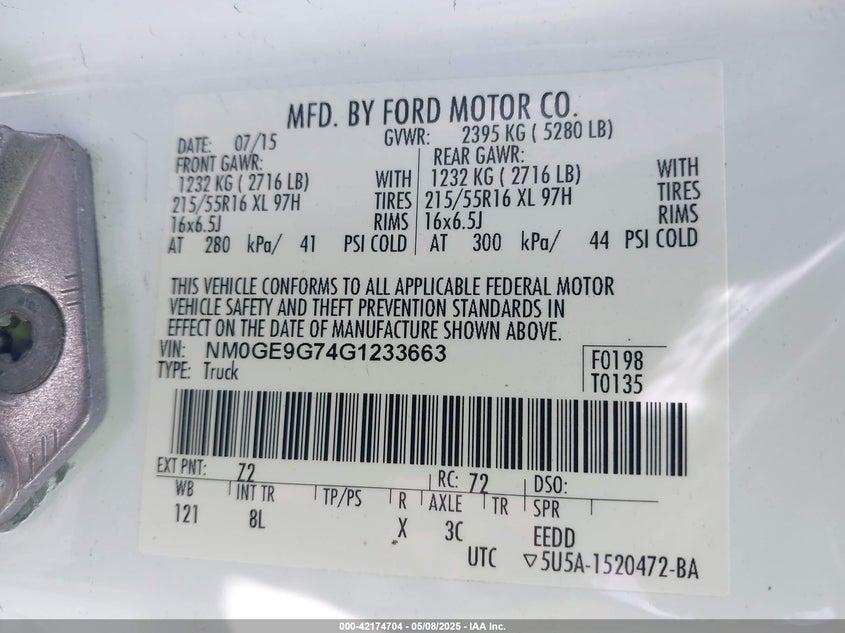 MFD. BY FORD MOTOR CO.
DATE: 07/15 GVWR: 2395 KG ( 5280 LB)
FRONT GAWR: REAR GAWR:
1232 KG ( 2716 LB) WITH 1232 KG ( 2716 LB) WITH
215/55R16 XL 97H TIRES 215/55R16 XL 97H TIRES
16x6.5J RIMS 16x6.5J RIMS
AT 280 kPa/ 41 PSI COLD AT 300 kPa/ 44 PSI COLD
THIS VEHICLE CONFORMS TO ALL APPLICABLE FEDERAL MOTOR
VEHICLE SAFETY AND THEFT PREVENTION STANDARDS IN
EFFECT ON THE DATE OF MANUFACTURE SHOWN ABOVE.
VIN: NM0GE9G74G1233663 F0198
TYPE: Truck T0135
EXT PNT: 72 RC: 72 DSO:
WB INT TR TP/PS R AXLE TR SPR
121 8L X 3C EEDD
UTC ▽5U5A-1520472-BA
000-42174704 - 05/08/2025 - IAA Inc.